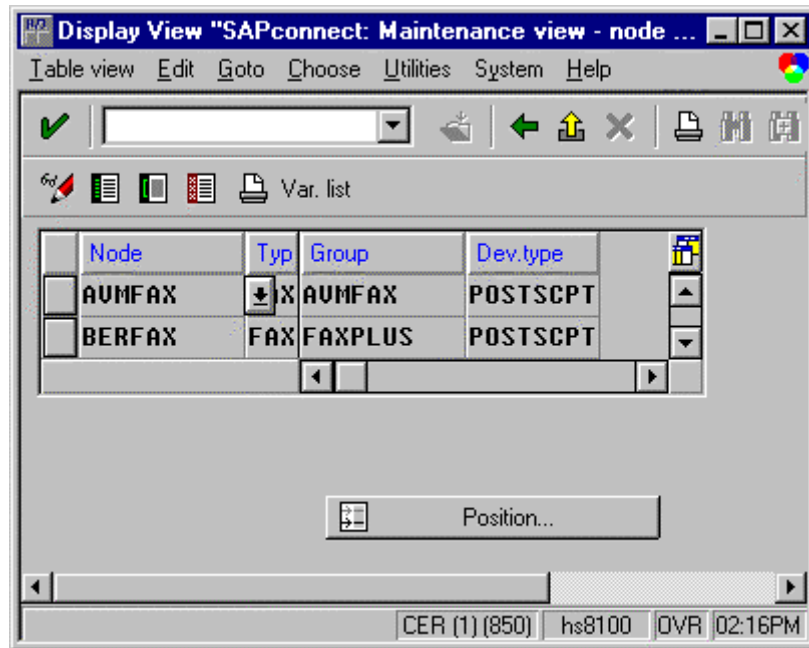 Display View "SAPconnect: Maintenance view - node ...
Table view Edit Goto Choose Utilities System Help
Var. list
Node Typ Group Dev.type
AVMFAX X AVMFAX POSTSCPT
BERFAX FAX FAXPLUS POSTSCPT
Position...
CER (1) (850) hs8100 OVR 02:16PM